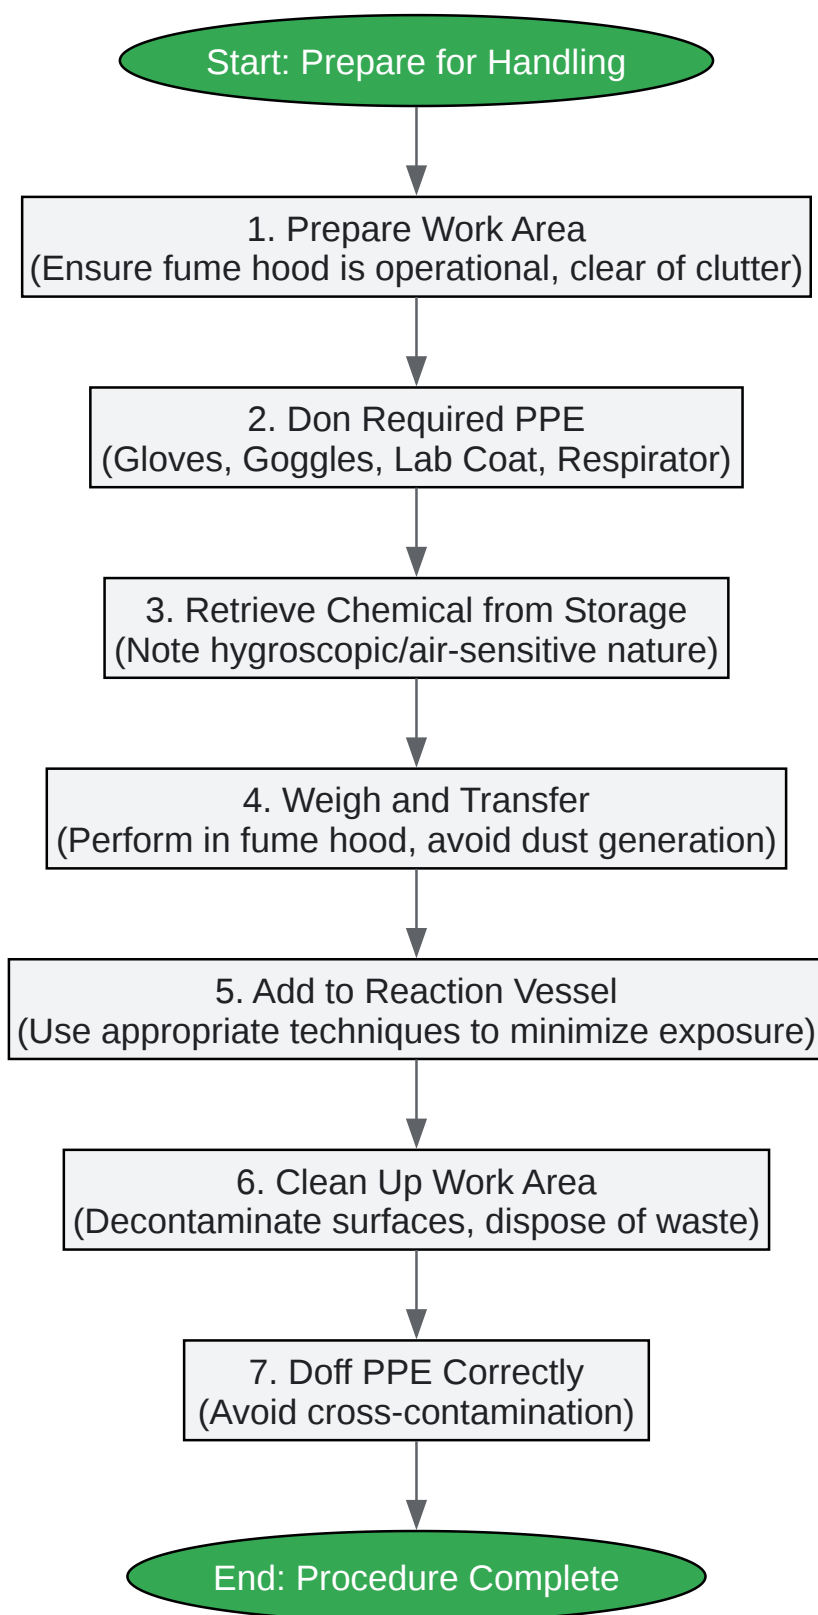 Start: Prepare for Handling
1. Prepare Work Area
(Ensure fume hood is operational, clear of clutter)
2. Don Required PPE
(Gloves, Goggles, Lab Coat, Respirator)
3. Retrieve Chemical from Storage
(Note hygroscopic/air-sensitive nature)
4. Weigh and Transfer
(Perform in fume hood, avoid dust generation)
5. Add to Reaction Vessel
(Use appropriate techniques to minimize exposure)
6. Clean Up Work Area
(Decontaminate surfaces, dispose of waste)
7. Doff PPE Correctly
(Avoid cross-contamination)
End: Procedure Complete